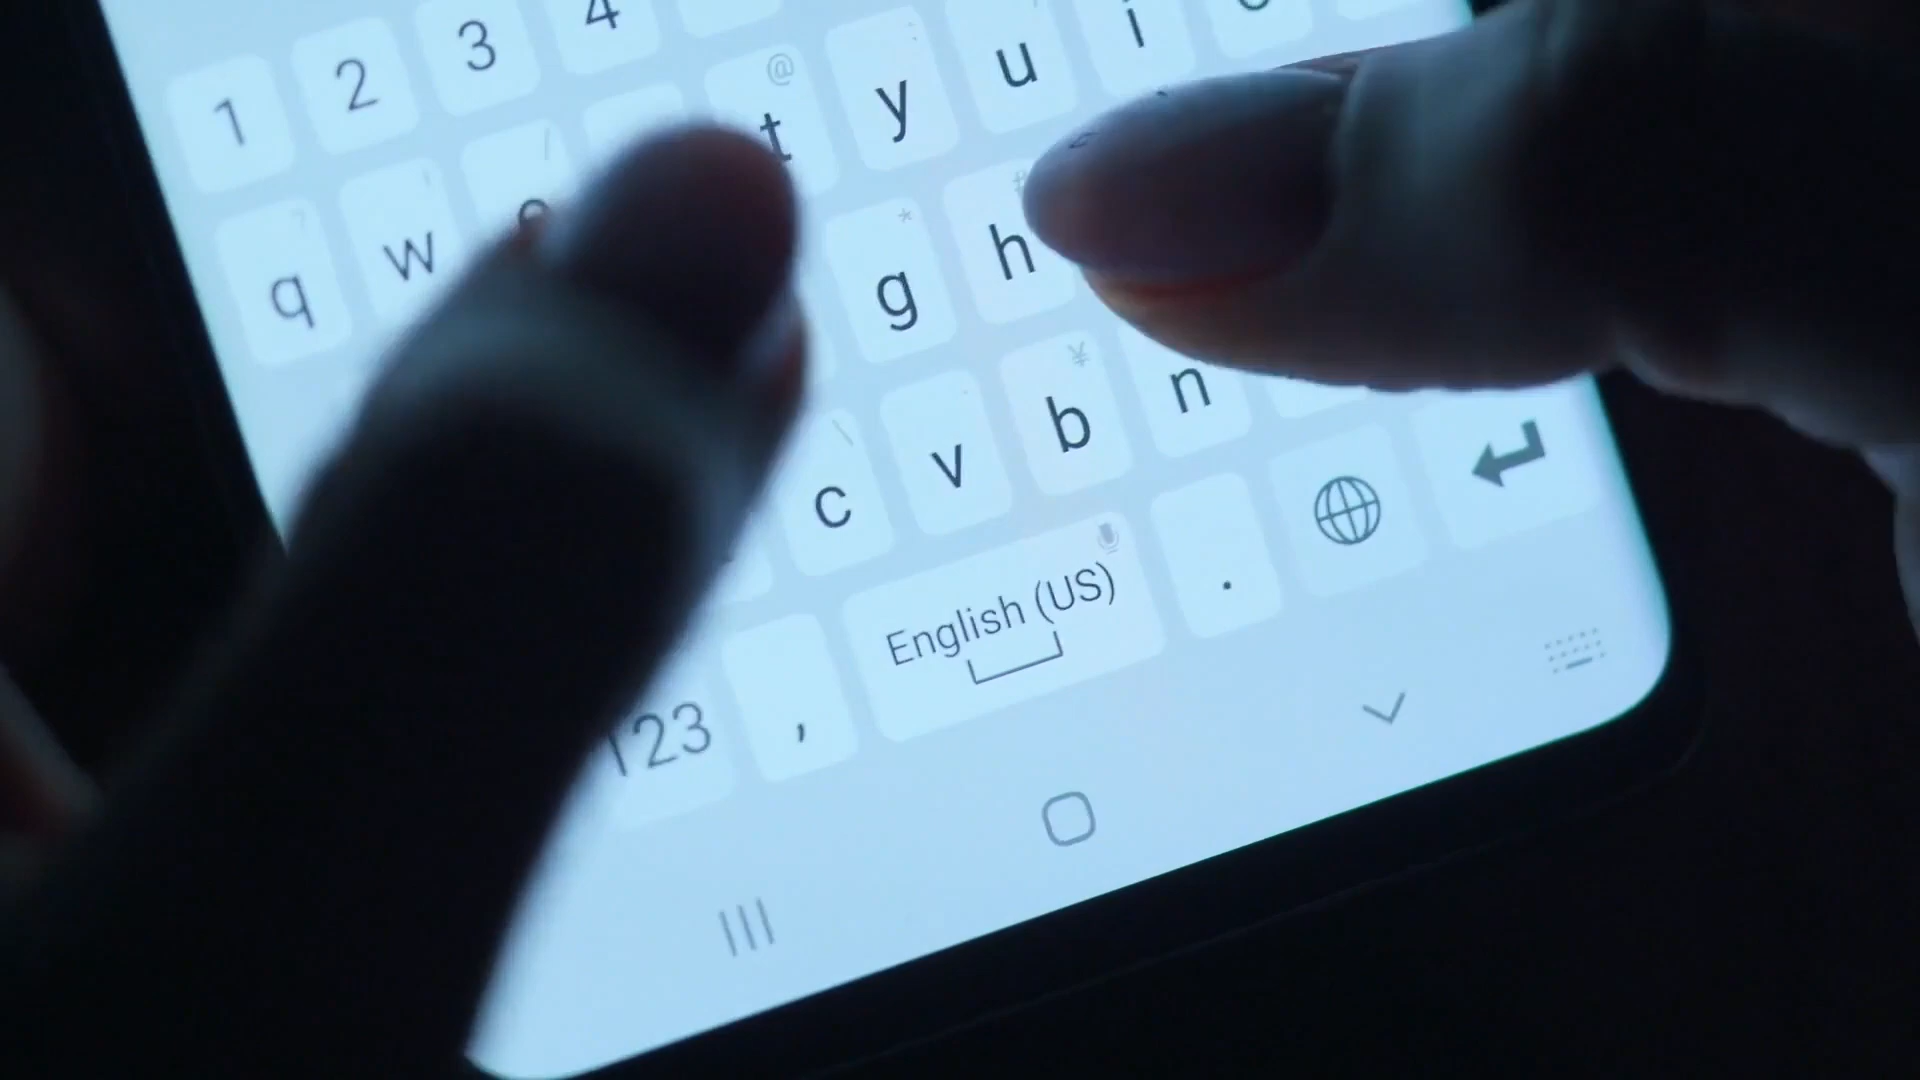 1 2 3 4
@
q w e t y u i
* #
g h
\ ¥
c v b n
123 , English (US) .